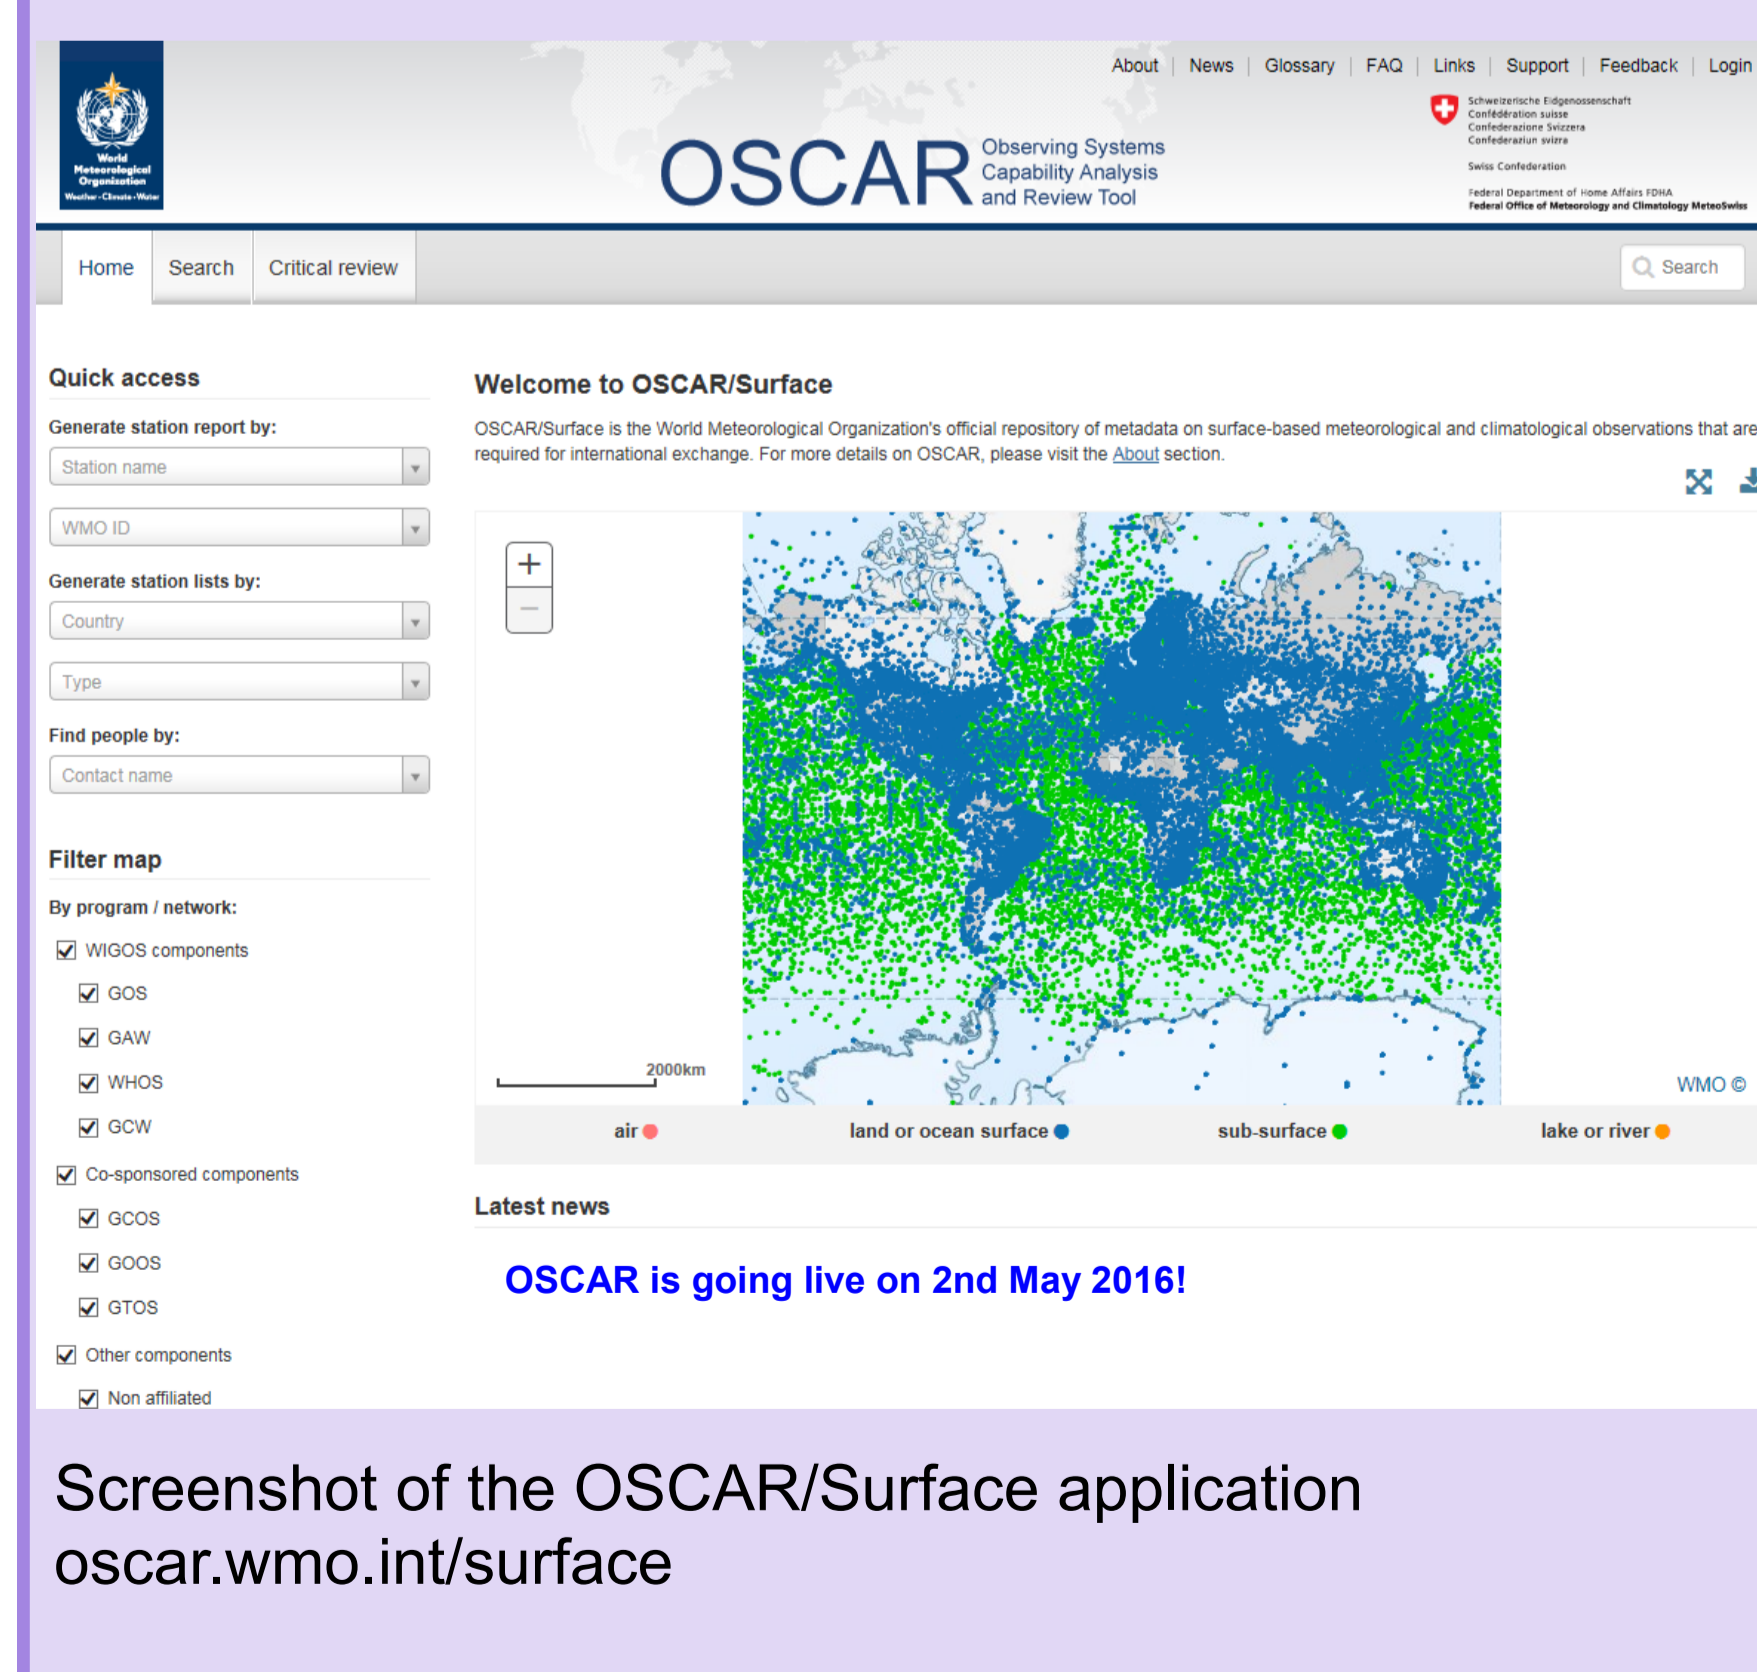 World
Meteorological
Organisation
Weather - Climate - Water
About | News | Glossary | FAQ | Links | Support | Feedback | Login
OSCAR
Observing Systems
Capability Analysis
and Review Tool
Schweizerische Eidgenossenschaft
Confédération suisse
Confederazione Svizzera
Confederaziun svizra
Swiss Confederation
Federal Department of Home Affairs FDHA
Federal Office of Meteorology and Climatology MeteoSwiss
Home Search Critical review
Search
Quick access
Generate station report by:
Station name
WMO ID
Generate station lists by:
Country
Type
Find people by:
Contact name
Filter map
By program / network:
WIGOS components
GOS
GAW
WHOS
GCW
Co-sponsored components
GCOS
GOOS
GTOS
Other components
Non affiliated
Welcome to OSCAR/Surface
OSCAR/Surface is the World Meteorological Organization's official repository of metadata on surface-based meteorological and climatological observations that are
required for international exchange. For more details on OSCAR, please visit the About section.
+
−
2000km
WMO ©
air land or ocean surface sub-surface lake or river
Latest news
OSCAR is going live on 2nd May 2016!
Screenshot of the OSCAR/Surface application
oscar.wmo.int/surface